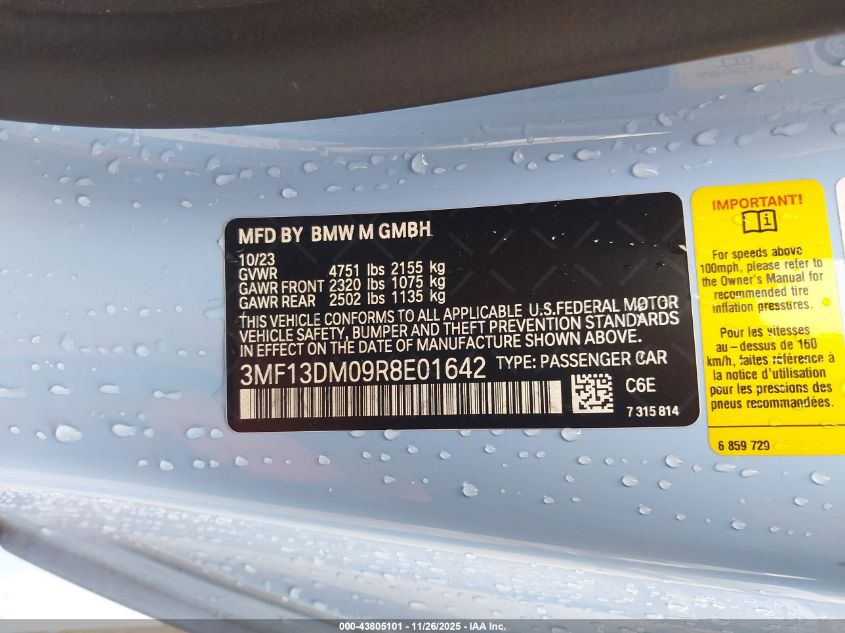 MFD BY BMW M GMBH
10/23
GVWR 4751 lbs 2155 kg
GAWR FRONT 2320 lbs 1075 kg
GAWR REAR 2502 lbs 1135 kg
THIS VEHICLE CONFORMS TO ALL APPLICABLE U.S.FEDERAL MOTOR
VEHICLE SAFETY, BUMPER AND THEFT PREVENTION STANDARDS
IN EFFECT ON THE DATE OF MANUFACTURE SHOWN ABOVE.
3MF13DM09R8E01642 TYPE: PASSENGER CAR
C6E
7 315 814
IMPORTANT!
For speeds above
100mph, please refer to
the Owner's Manual for
recommended tire
inflation pressures.
Pour les vitesses
au-dessus de 160
km/h, faites référence à
la notice d'utilisation
pour les pressions des
pneus recommandées.
6 859 729
000-43805101 - 11/26/2025 - IAA Inc.